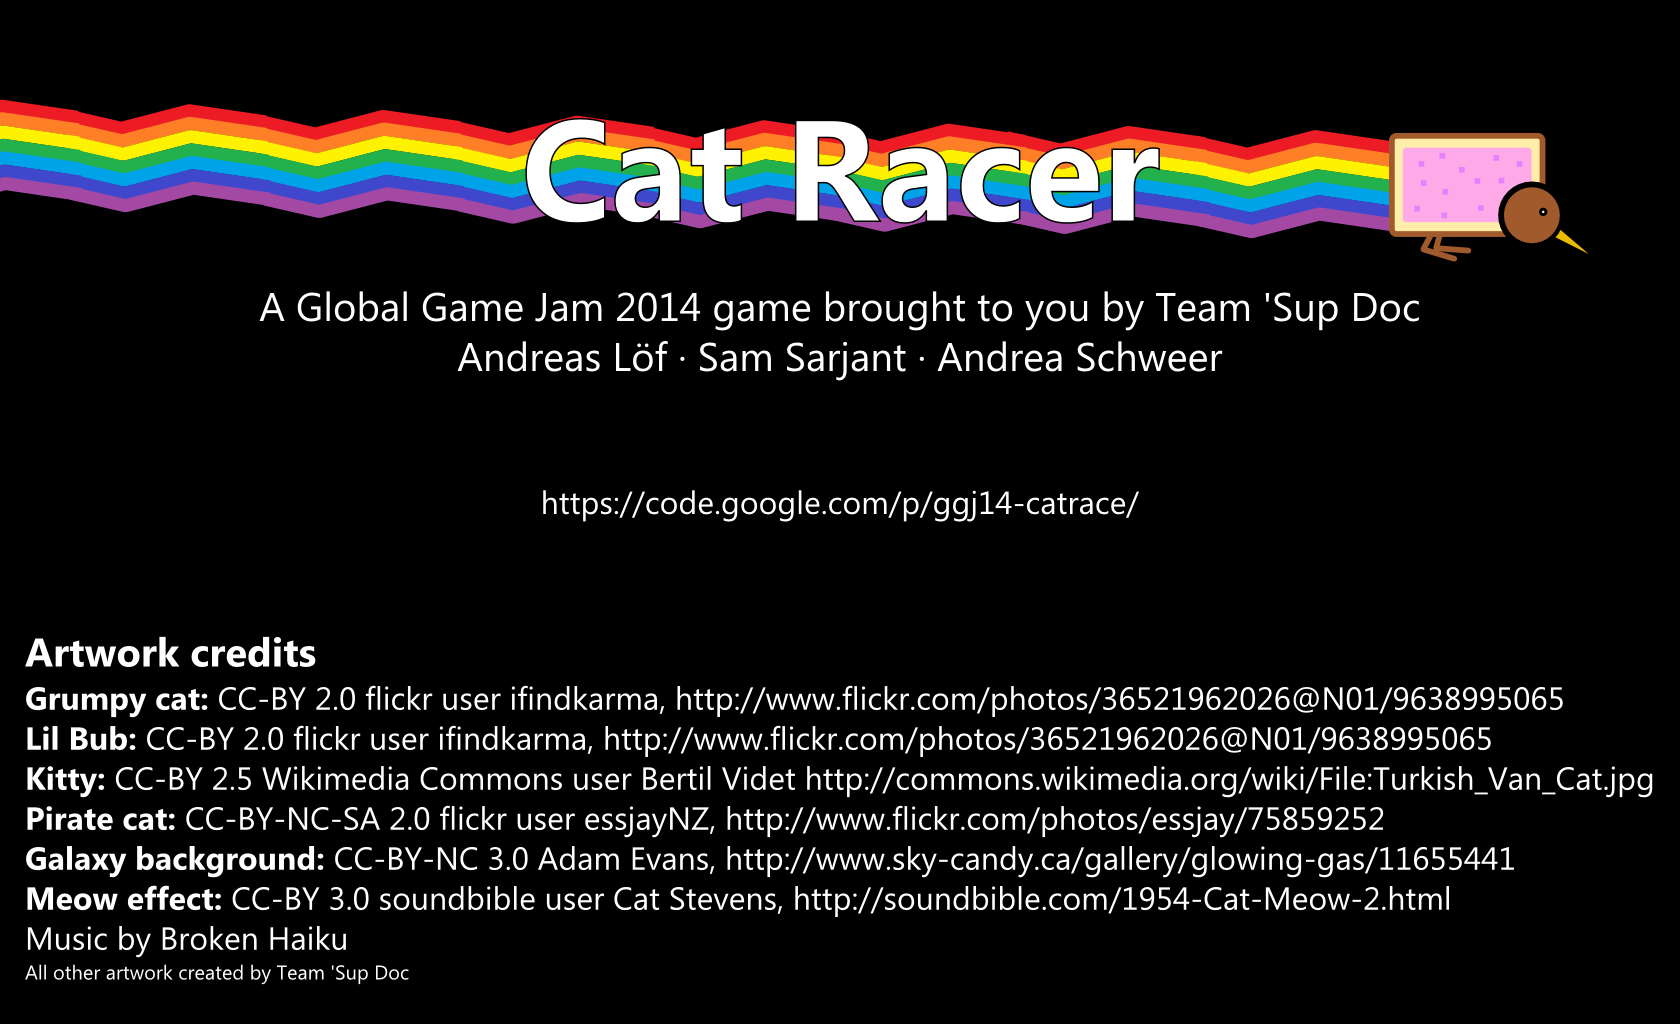 Cat Racer
A Global Game Jam 2014 game brought to you by Team 'Sup Doc
Andreas Löf · Sam Sarjant · Andrea Schweer
https://code.google.com/p/ggj14-catrace/
Artwork credits
Grumpy cat: CC-BY 2.0 flickr user ifindkarma, http://www.flickr.com/photos/36521962026@N01/9638995065
Lil Bub: CC-BY 2.0 flickr user ifindkarma, http://www.flickr.com/photos/36521962026@N01/9638995065
Kitty: CC-BY 2.5 Wikimedia Commons user Bertil Videt http://commons.wikimedia.org/wiki/File:Turkish_Van_Cat.jpg
Pirate cat: CC-BY-NC-SA 2.0 flickr user essjayNZ, http://www.flickr.com/photos/essjay/75859252
Galaxy background: CC-BY-NC 3.0 Adam Evans, http://www.sky-candy.ca/gallery/glowing-gas/11655441
Meow effect: CC-BY 3.0 soundbible user Cat Stevens, http://soundbible.com/1954-Cat-Meow-2.html
Music by Broken Haiku
All other artwork created by Team 'Sup Doc